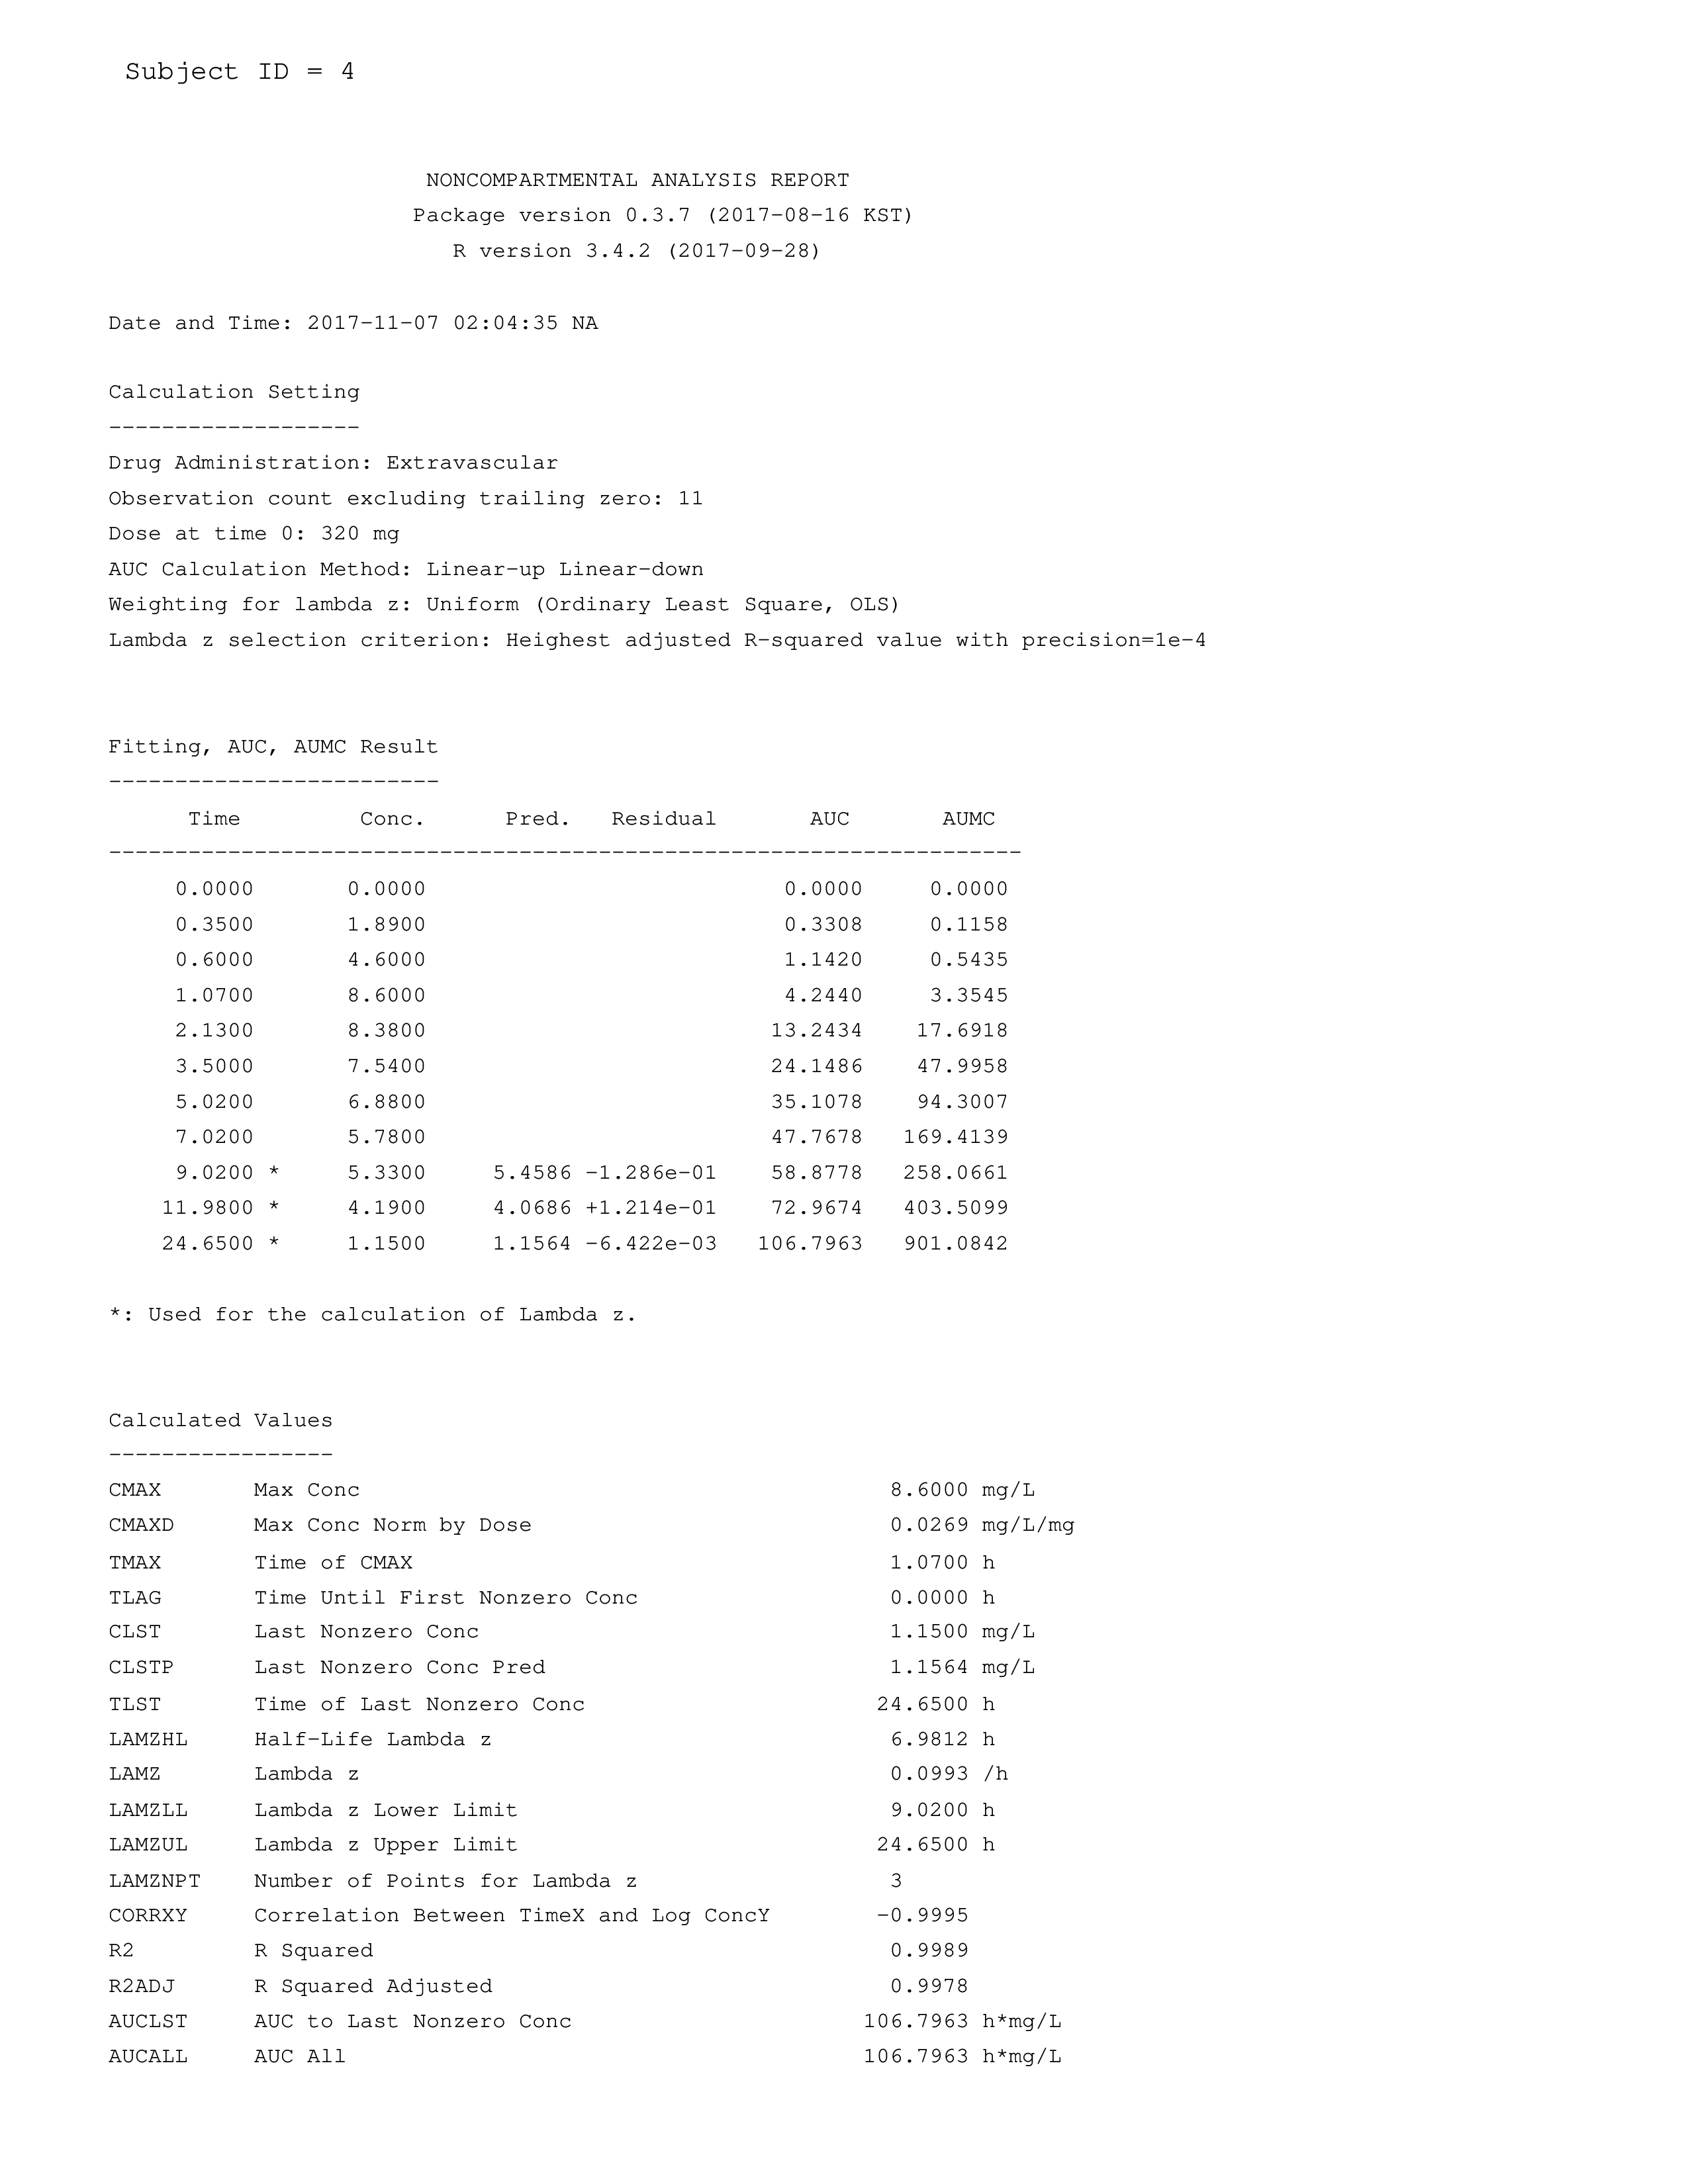 Subject ID = 4
NONCOMPARTMENTAL ANALYSIS REPORT
Package version 0.3.7 (2017-08-16 KST)
R version 3.4.2 (2017-09-28)
Date and Time: 2017-11-07 02:04:35 NA
Calculation Setting
-------------------
Drug Administration: Extravascular
Observation count excluding trailing zero: 11
Dose at time 0: 320 mg
AUC Calculation Method: Linear-up Linear-down
Weighting for lambda z: Uniform (Ordinary Least Square, OLS)
Lambda z selection criterion: Heighest adjusted R-squared value with precision=1e-4
Fitting, AUC, AUMC Result
-------------------------
Time Conc. Pred. Residual AUC AUMC
---------------------------------------------------------------------
0.0000 0.0000 0.0000 0.0000
0.3500 1.8900 0.3308 0.1158
0.6000 4.6000 1.1420 0.5435
1.0700 8.6000 4.2440 3.3545
2.1300 8.3800 13.2434 17.6918
3.5000 7.5400 24.1486 47.9958
5.0200 6.8800 35.1078 94.3007
7.0200 5.7800 47.7678 169.4139
9.0200 * 5.3300 5.4586 -1.286e-01 58.8778 258.0661
11.9800 * 4.1900 4.0686 +1.214e-01 72.9674 403.5099
24.6500 * 1.1500 1.1564 -6.422e-03 106.7963 901.0842
*: Used for the calculation of Lambda z.
Calculated Values
-----------------
CMAX Max Conc 8.6000 mg/L
CMAXD Max Conc Norm by Dose 0.0269 mg/L/mg
TMAX Time of CMAX 1.0700 h
TLAG Time Until First Nonzero Conc 0.0000 h
CLST Last Nonzero Conc 1.1500 mg/L
CLSTP Last Nonzero Conc Pred 1.1564 mg/L
TLST Time of Last Nonzero Conc 24.6500 h
LAMZHL Half-Life Lambda z 6.9812 h
LAMZ Lambda z 0.0993 /h
LAMZLL Lambda z Lower Limit 9.0200 h
LAMZUL Lambda z Upper Limit 24.6500 h
LAMZNPT Number of Points for Lambda z 3
CORRXY Correlation Between TimeX and Log ConcY -0.9995
R2 R Squared 0.9989
R2ADJ R Squared Adjusted 0.9978
AUCLST AUC to Last Nonzero Conc 106.7963 h*mg/L
AUCALL AUC All 106.7963 h*mg/L